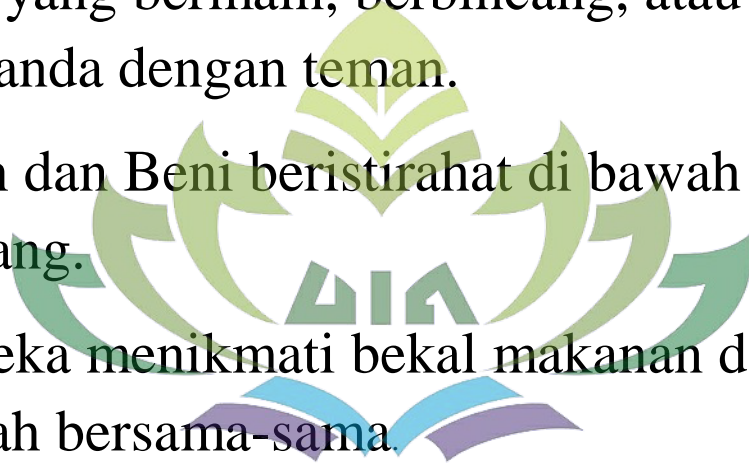 yang bermain, berbincang, atau
anda dengan teman.
n dan Beni beristirahat di bawah
ang.
eka menikmati bekal makanan d
ah bersama-sama.
UIN